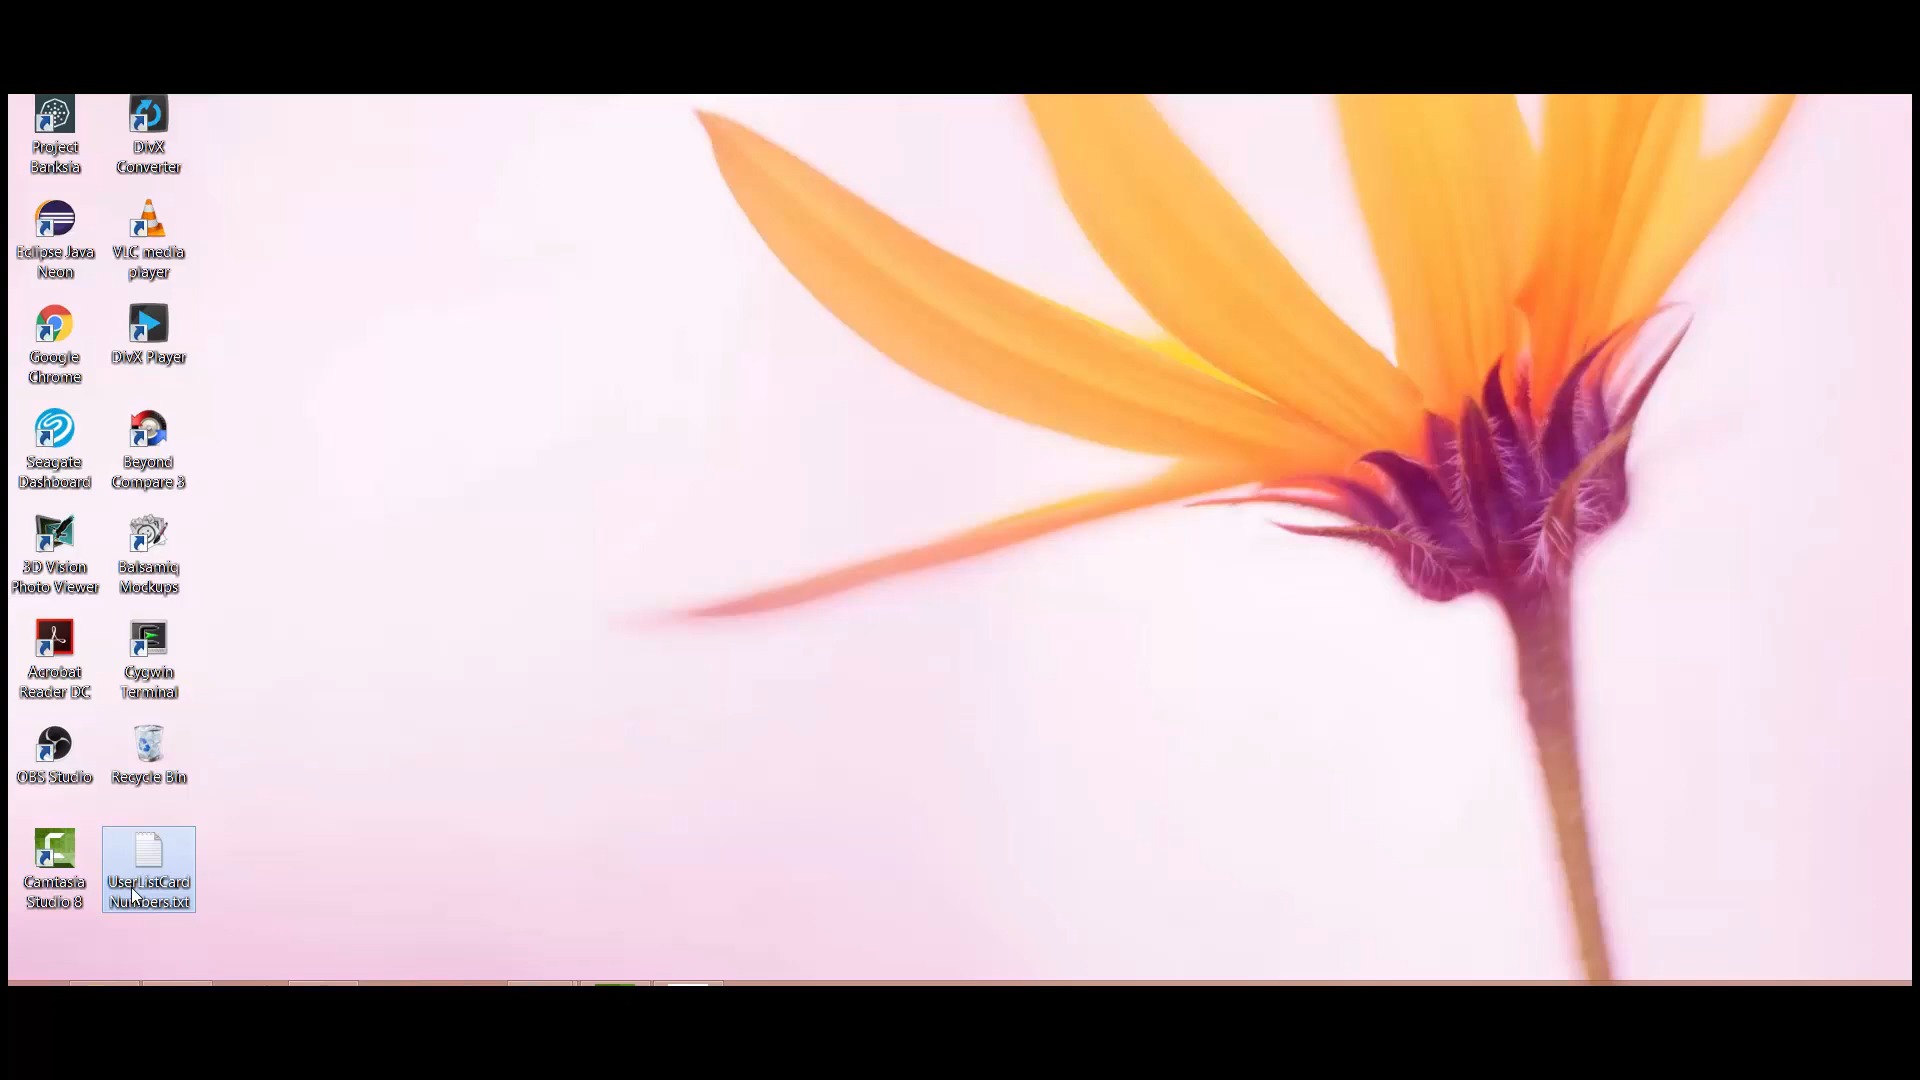 Project
Banksia
DivX
Converter
Eclipse Java
Neon
VLC media
player
Google
Chrome
DivX Player
Seagate
Dashboard
Beyond
Compare 3
3D Vision
Photo Viewer
Balsamiq
Mockups
Acrobat
Reader DC
Cygwin
Terminal
OBS Studio
Recycle Bin
Camtasia
Studio 8
UserListCard
Numbers.txt